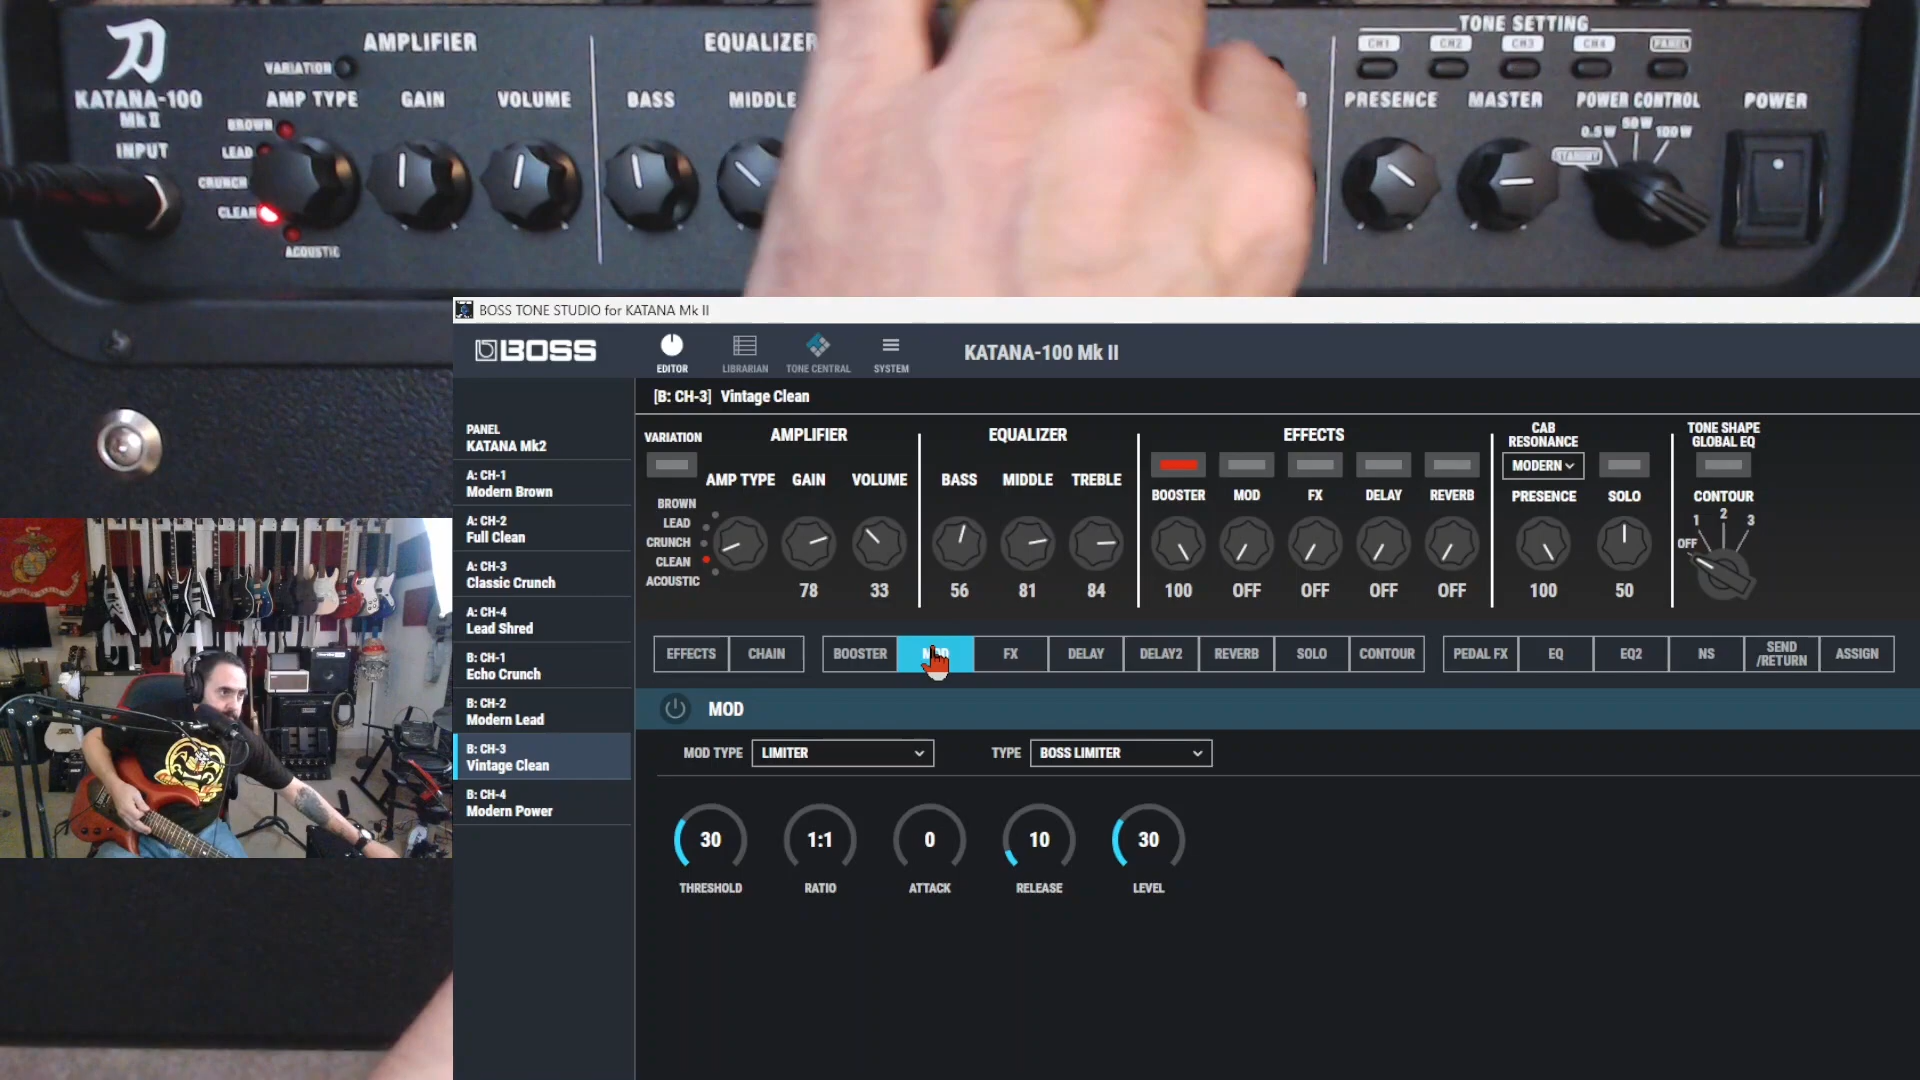 TONE SETTING
AMPLIFIER
EQUALIZER
CH1 CH2 CH3 CH4 PANEL
VARIATION
KATANA-100
Mk II
AMP TYPE GAIN VOLUME BASS MIDDLE
PRESENCE MASTER POWER CONTROL POWER
BROWN
0.5W 50W 100W
INPUT
LEAD
STANDBY
CRUNCH
CLEAN
ACOUSTIC
BOSS TONE STUDIO for KATANA Mk II
BOSS
EDITOR LIBRARIAN TONE CENTRAL SYSTEM
KATANA-100 Mk II
[B: CH-3] Vintage Clean
PANEL
KATANA Mk2
A: CH-1
Modern Brown
A: CH-2
Full Clean
A: CH-3
Classic Crunch
A: CH-4
Lead Shred
B: CH-1
Echo Crunch
B: CH-2
Modern Lead
B: CH-3
Vintage Clean
B: CH-4
Modern Power
VARIATION
AMPLIFIER
AMP TYPE GAIN VOLUME
BROWN
LEAD
CRUNCH
CLEAN
ACOUSTIC
78 33
EQUALIZER
BASS MIDDLE TREBLE
56 81 84
EFFECTS
BOOSTER MOD FX DELAY REVERB
100 OFF OFF OFF OFF
CAB
RESONANCE
MODERN
PRESENCE SOLO
100 50
TONE SHAPE
GLOBAL EQ
CONTOUR
1 2 3
OFF
EFFECTS CHAIN BOOSTER MOD FX DELAY DELAY2 REVERB SOLO CONTOUR PEDAL FX EQ EQ2 NS SEND
/RETURN ASSIGN
MOD
MOD TYPE LIMITER TYPE BOSS LIMITER
30 1:1 0 10 30
THRESHOLD RATIO ATTACK RELEASE LEVEL